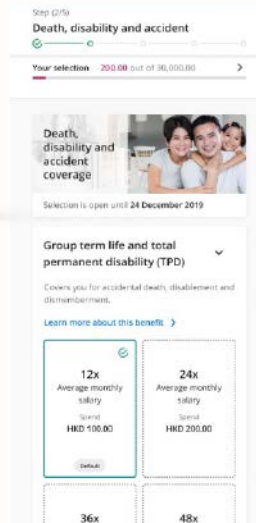 Step (2/5)
Death, disability and accident
Your selection 200.00 out of 30,000.00
Death,
disability and
accident
coverage
Selection is open until 24 December 2019
Group term life and total
permanent disability (TPD)
Covers you for accidental death, disablement and
dismemberment.
Learn more about this benefit
12x
Average monthly
salary
Spend
HKD 100.00
Default
24x
Average monthly
salary
Spend
HKD 200.00
36x
48x